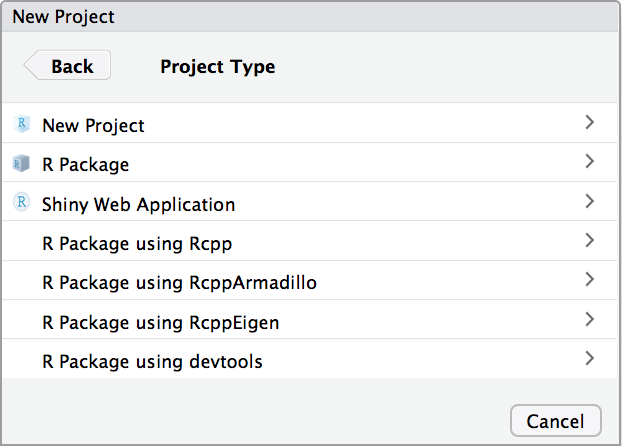 New Project
Back Project Type
New Project
R Package
Shiny Web Application
R Package using Rcpp
R Package using RcppArmadillo
R Package using RcppEigen
R Package using devtools
Cancel